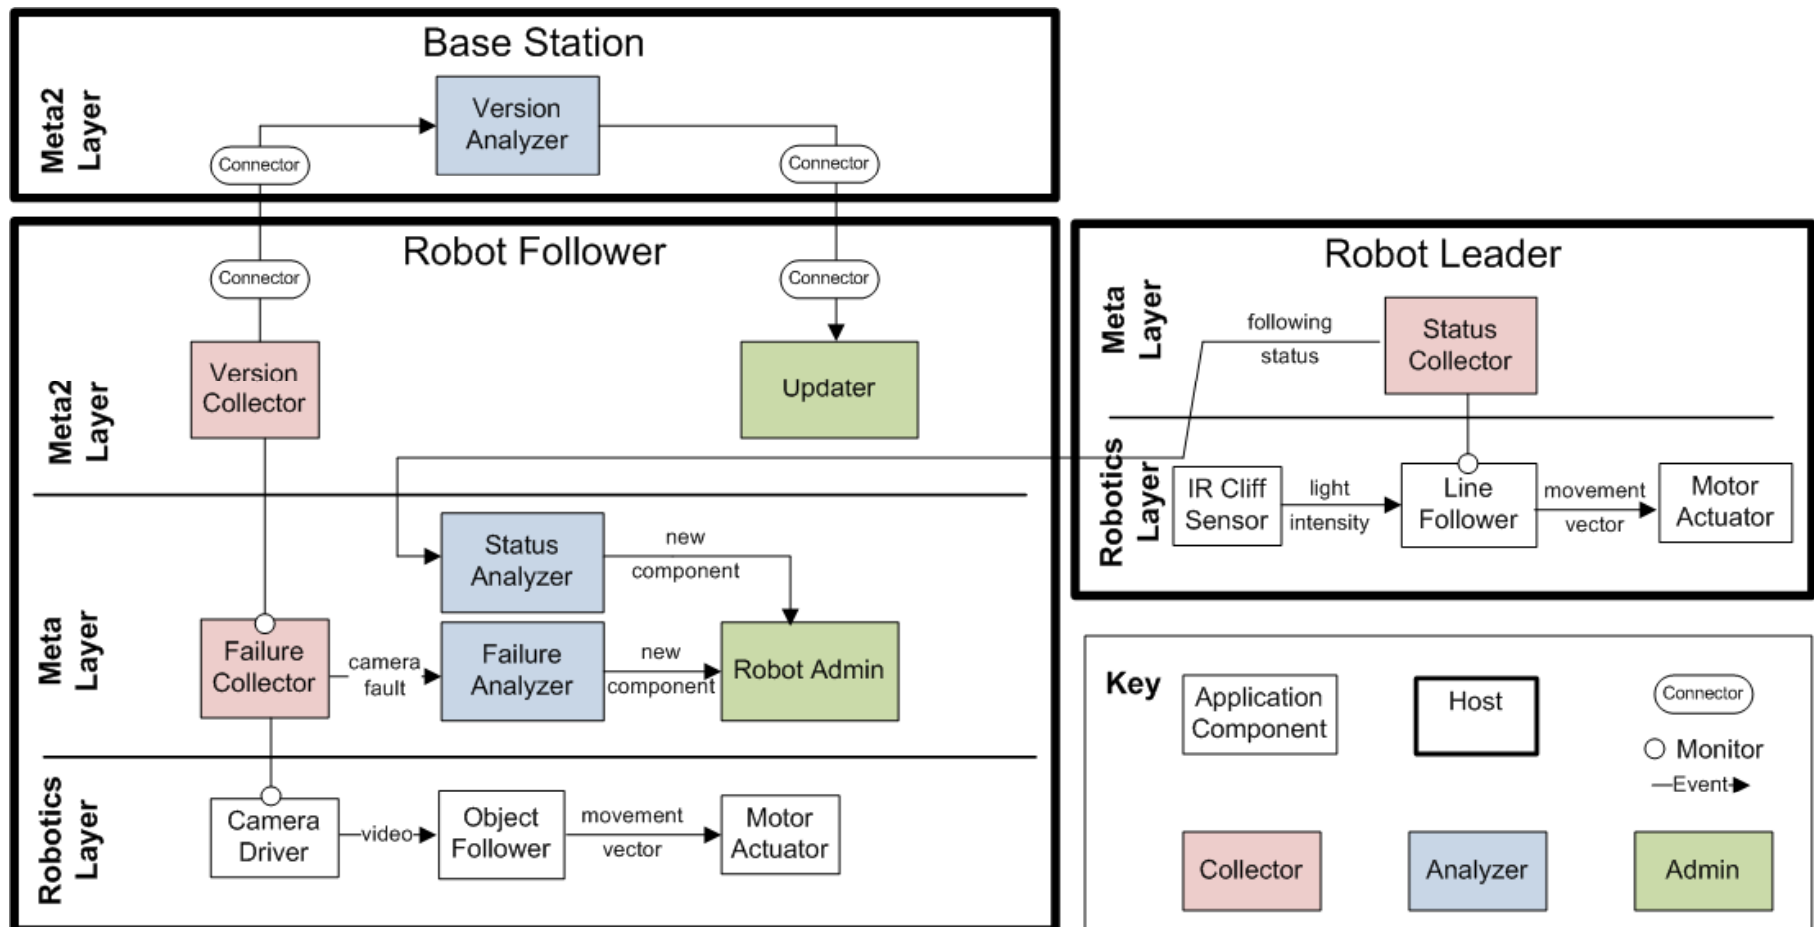 Base Station
Meta2
Layer
Version
Analyzer
Connector
Connector
Robot Follower
Connector
Connector
Meta2
Layer
Version
Collector
Updater
Meta
Layer
Status
Analyzer
new
component
Failure
Collector
camera
fault
Failure
Analyzer
new
component
Robot Admin
Robotics
Layer
Camera
Driver
video
Object
Follower
movement
vector
Motor
Actuator
Robot Leader
Meta
Layer
following
status
Status
Collector
Robotics
Layer
IR Cliff
Sensor
light
intensity
Line
Follower
movement
vector
Motor
Actuator
Key
Application
Component
Host
Connector
Monitor
Event
Collector
Analyzer
Admin